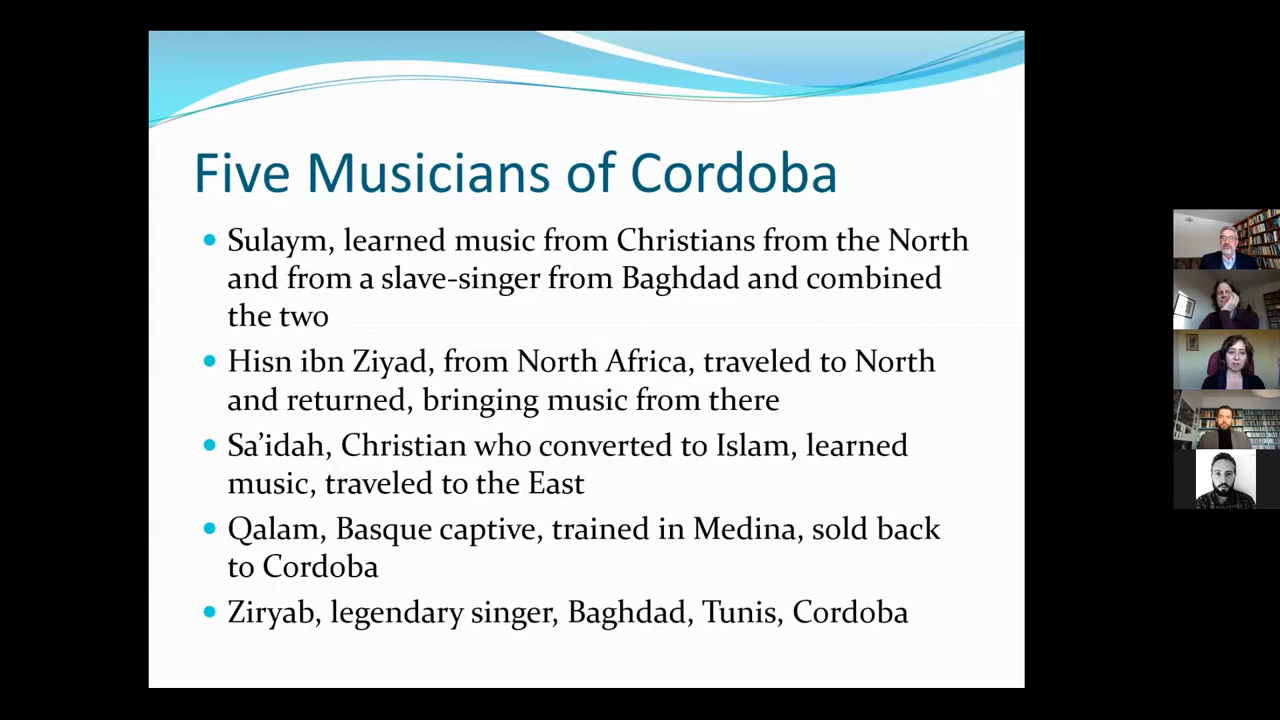 Five Musicians of Cordoba
• Sulaym, learned music from Christians from the North
and from a slave-singer from Baghdad and combined
the two
• Hisn ibn Ziyad, from North Africa, traveled to North
and returned, bringing music from there
• Sa’idah, Christian who converted to Islam, learned
music, traveled to the East
• Qalam, Basque captive, trained in Medina, sold back
to Cordoba
• Ziryab, legendary singer, Baghdad, Tunis, Cordoba